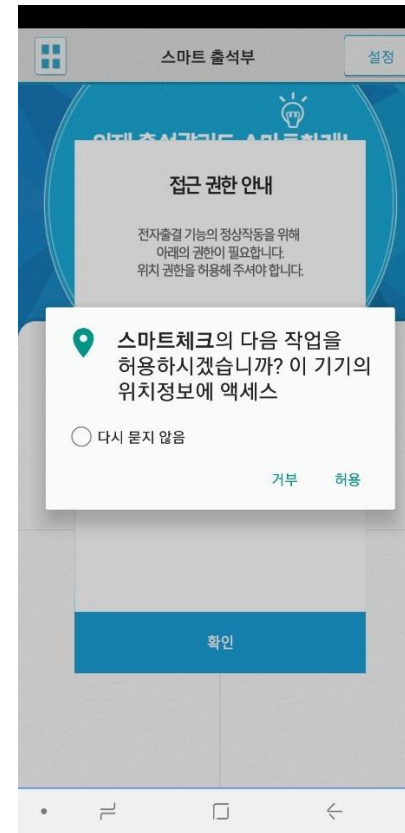 스마트 출석부
설정
접근 권한 안내
전자출결 기능의 정상작동을 위해
아래의 권한이 필요합니다.
위치 권한을 허용해 주셔야 합니다.
스마트체크의 다음 작업을
허용하시겠습니까? 이 기기의
위치정보에 액세스
다시 묻지 않음
거부 허용
확인